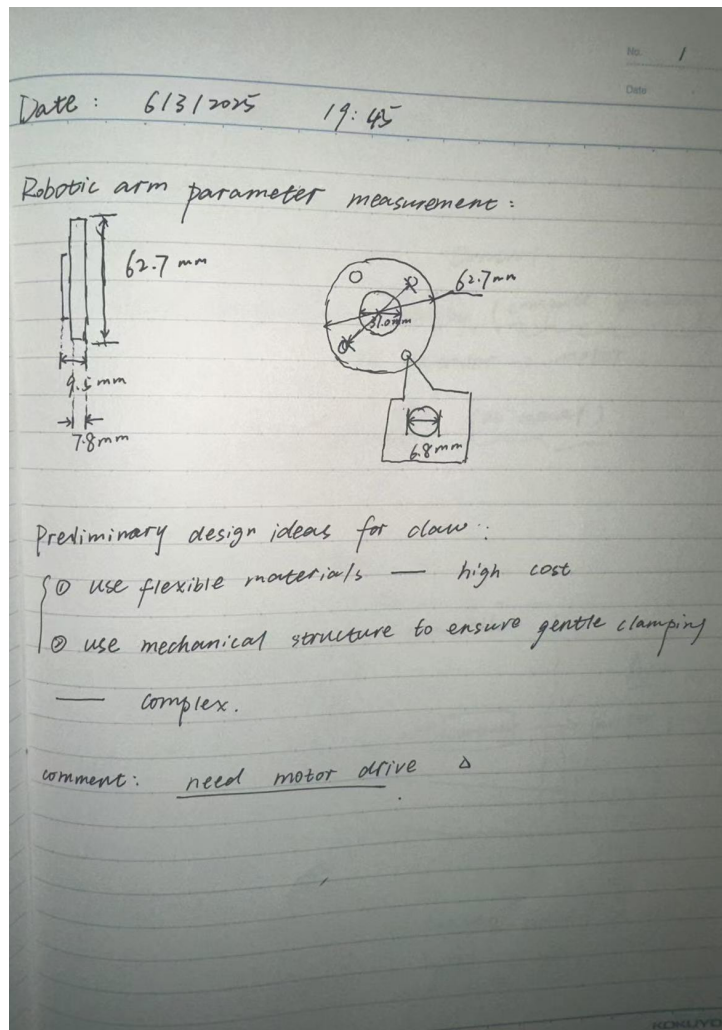 No. 1
Date
Date: 6/3/2025 19:45
Robotic arm parameter measurement:
62.7 mm
62.7mm
31.0mm
9.5 mm
7.8mm
6.8mm
Preliminary design ideas for claw:
① use flexible materials — high cost
② use mechanical structure to ensure gentle clamping
— complex.
comment: need motor drive Δ
KOKUYO